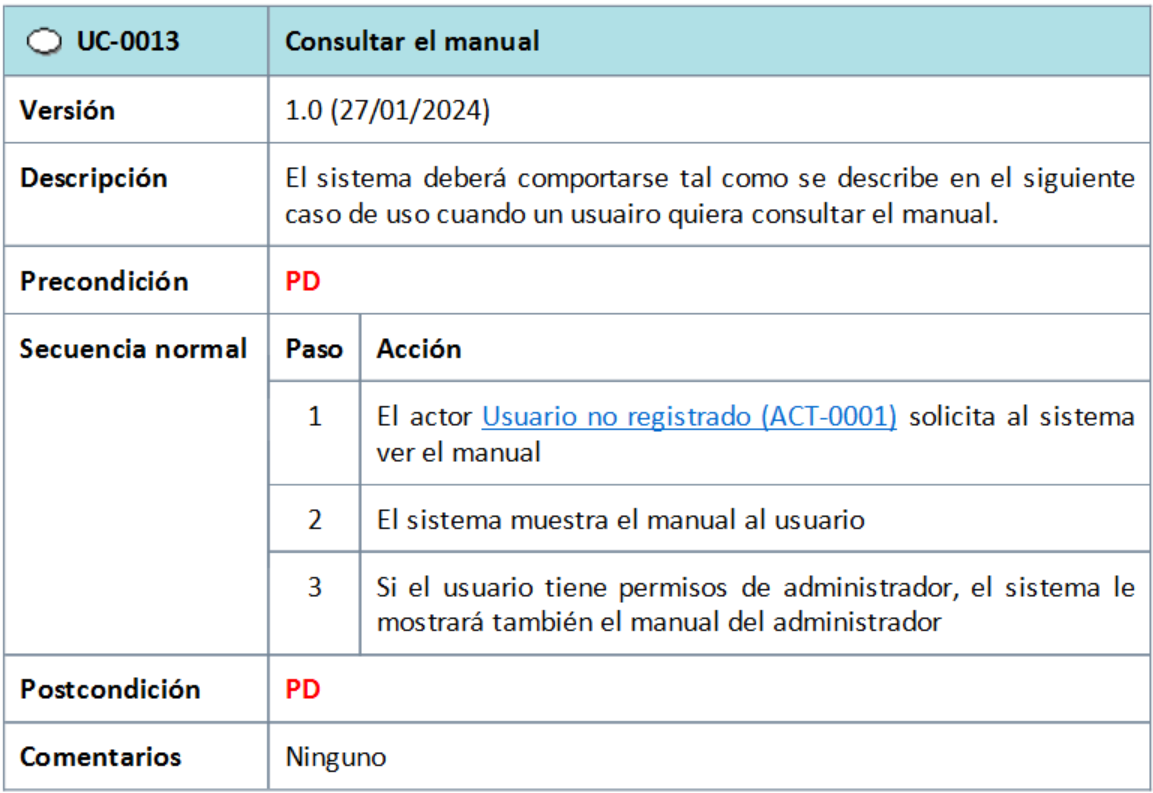 UC-0013 Consultar el manual
Versión 1.0 (27/01/2024)
Descripción El sistema deberá comportarse tal como se describe en el siguiente
caso de uso cuando un usuairo quiera consultar el manual.
Precondición PD
Secuencia normal Paso Acción
1 El actor Usuario no registrado (ACT-0001) solicita al sistema
ver el manual
2 El sistema muestra el manual al usuario
3 Si el usuario tiene permisos de administrador, el sistema le
mostrará también el manual del administrador
Postcondición PD
Comentarios Ninguno